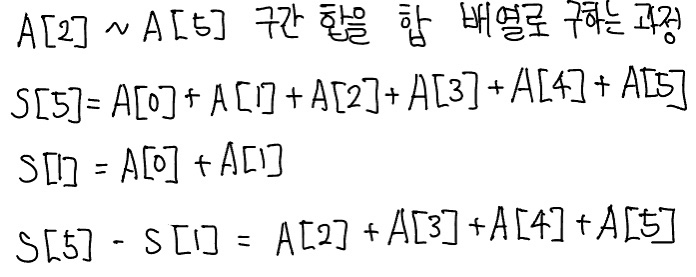 A[2] ~ A[5] 구간 합을 합 배열로 구하는 과정
S[5] = A[0] + A[1] + A[2] + A[3] + A[4] + A[5]
S[1] = A[0] + A[1]
S[5] - S[1] = A[2] + A[3] + A[4] + A[5]